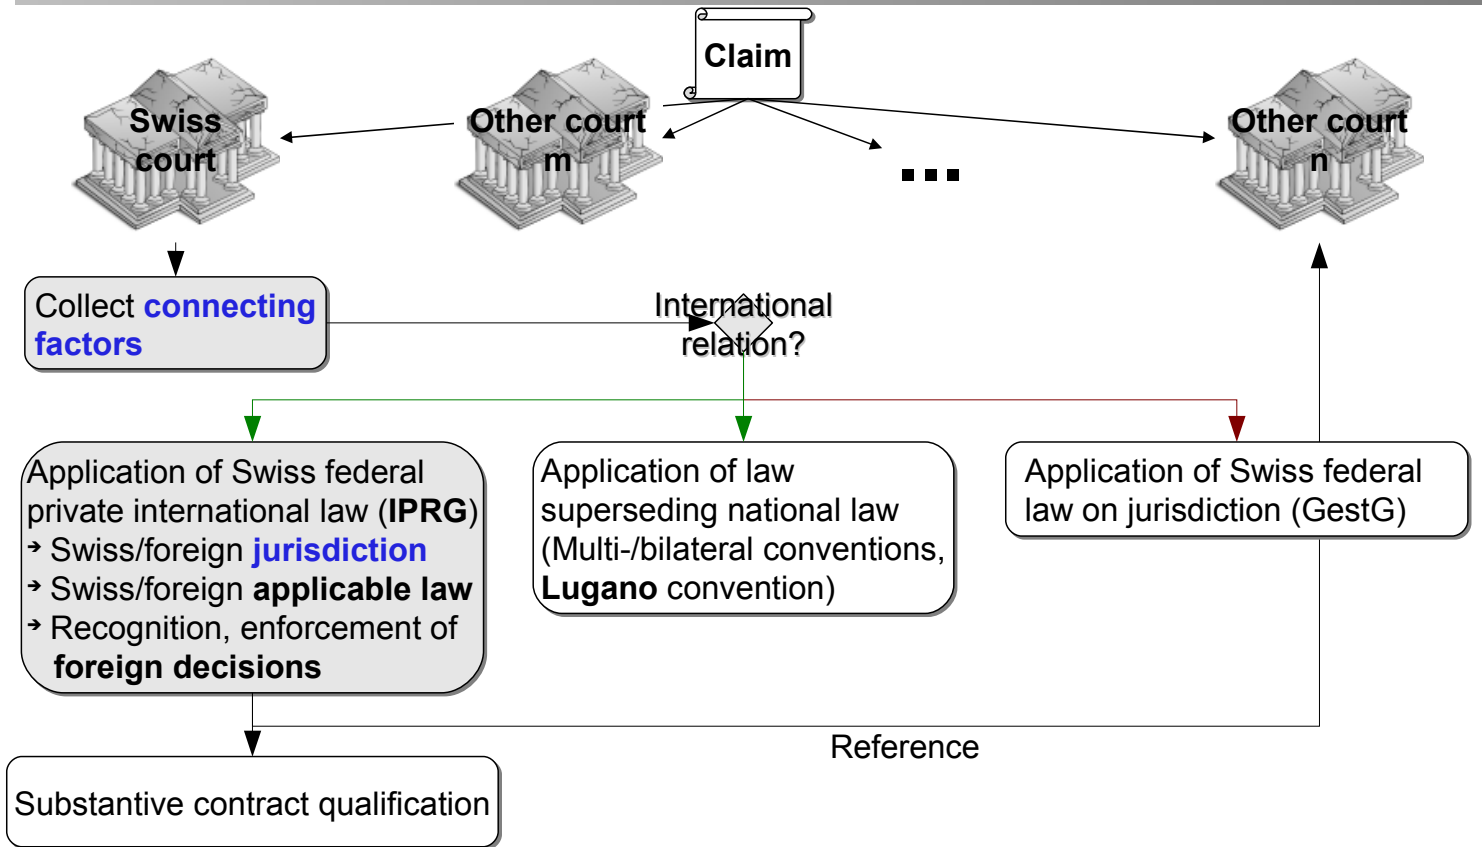 Claim
Swiss
court
Other court
m
...
Other court
n
Collect connecting
factors
International
relation?
Application of Swiss federal
private international law (IPRG)
→ Swiss/foreign jurisdiction
→ Swiss/foreign applicable law
→ Recognition, enforcement of
foreign decisions
Application of law
superseding national law
(Multi-/bilateral conventions,
Lugano convention)
Application of Swiss federal
law on jurisdiction (GestG)
Reference
Substantive contract qualification